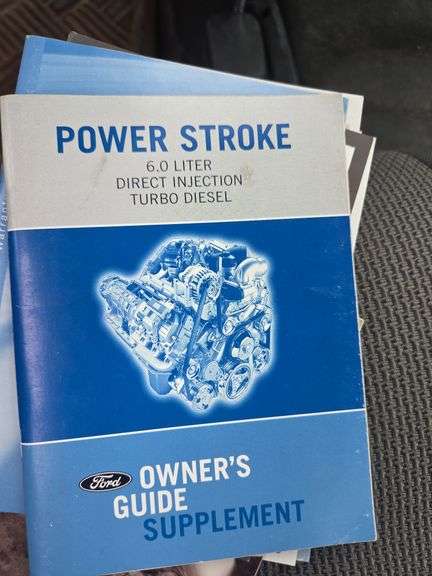 POWER STROKE
6.0 LITER
DIRECT INJECTION
TURBO DIESEL
Ford
OWNER'S
GUIDE
SUPPLEMENT